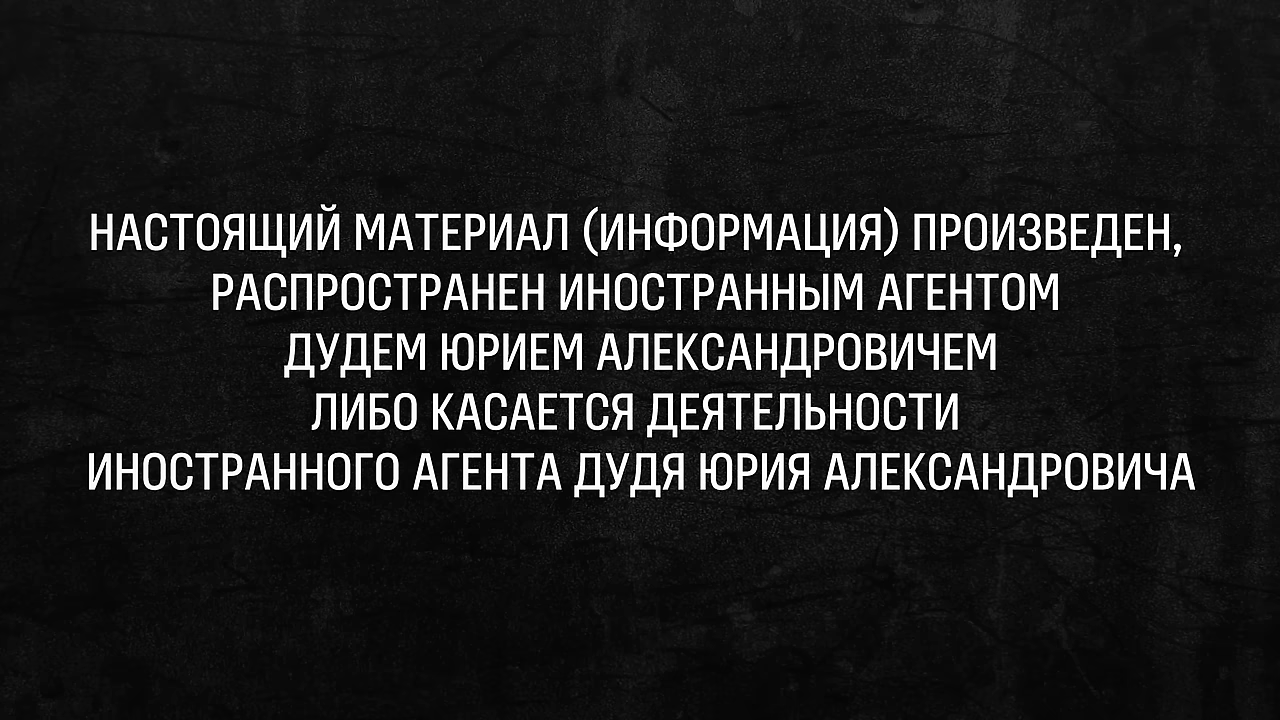 НАСТОЯЩИЙ МАТЕРИАЛ (ИНФОРМАЦИЯ) ПРОИЗВЕДЕН,
РАСПРОСТРАНЕН ИНОСТРАННЫМ АГЕНТОМ
ДУДЕМ ЮРИЕМ АЛЕКСАНДРОВИЧЕМ
ЛИБО КАСАЕТСЯ ДЕЯТЕЛЬНОСТИ
ИНОСТРАННОГО АГЕНТА ДУДЯ ЮРИЯ АЛЕКСАНДРОВИЧА